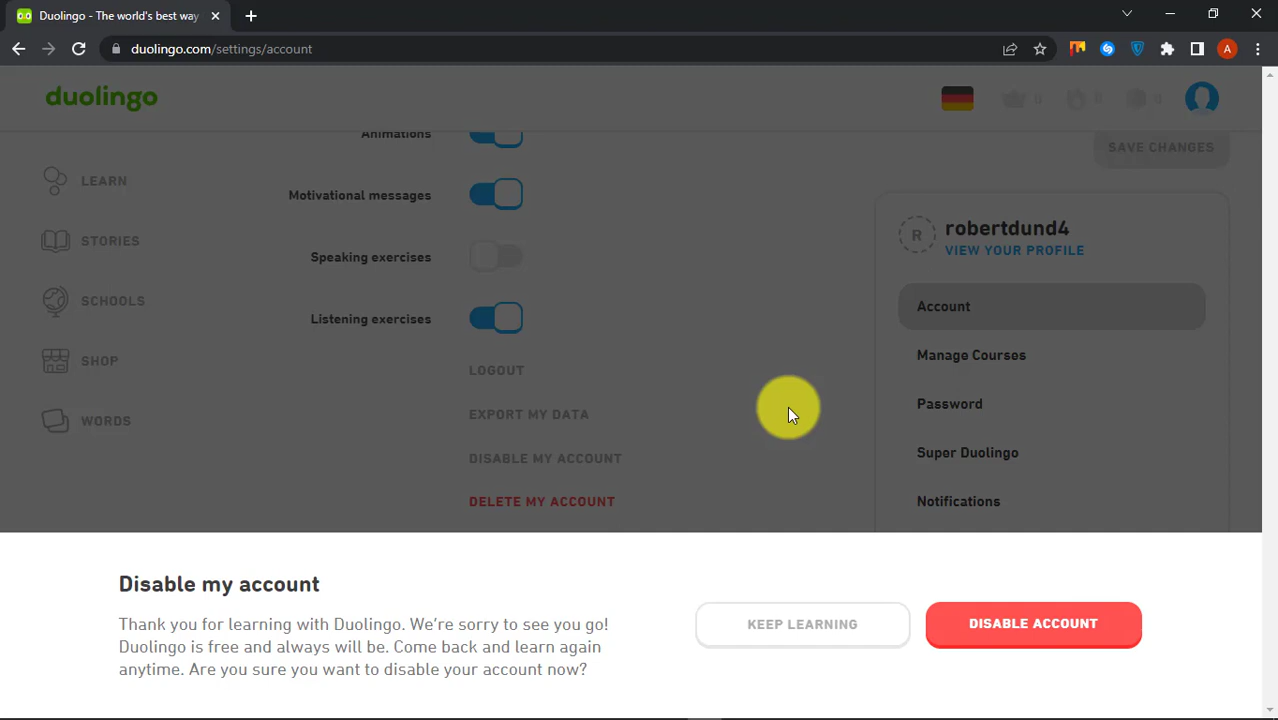 Duolingo - The world's best way
duolingo.com/settings/account
A
duolingo
0
0
0
Animations
SAVE CHANGES
LEARN
Motivational messages
R
robertdund4
VIEW YOUR PROFILE
STORIES
Speaking exercises
SCHOOLS
Account
Listening exercises
SHOP
Manage Courses
LOGOUT
Password
EXPORT MY DATA
WORDS
Super Duolingo
DISABLE MY ACCOUNT
Notifications
DELETE MY ACCOUNT
Disable my account
Thank you for learning with Duolingo. We're sorry to see you go!
Duolingo is free and always will be. Come back and learn again
anytime. Are you sure you want to disable your account now?
KEEP LEARNING
DISABLE ACCOUNT